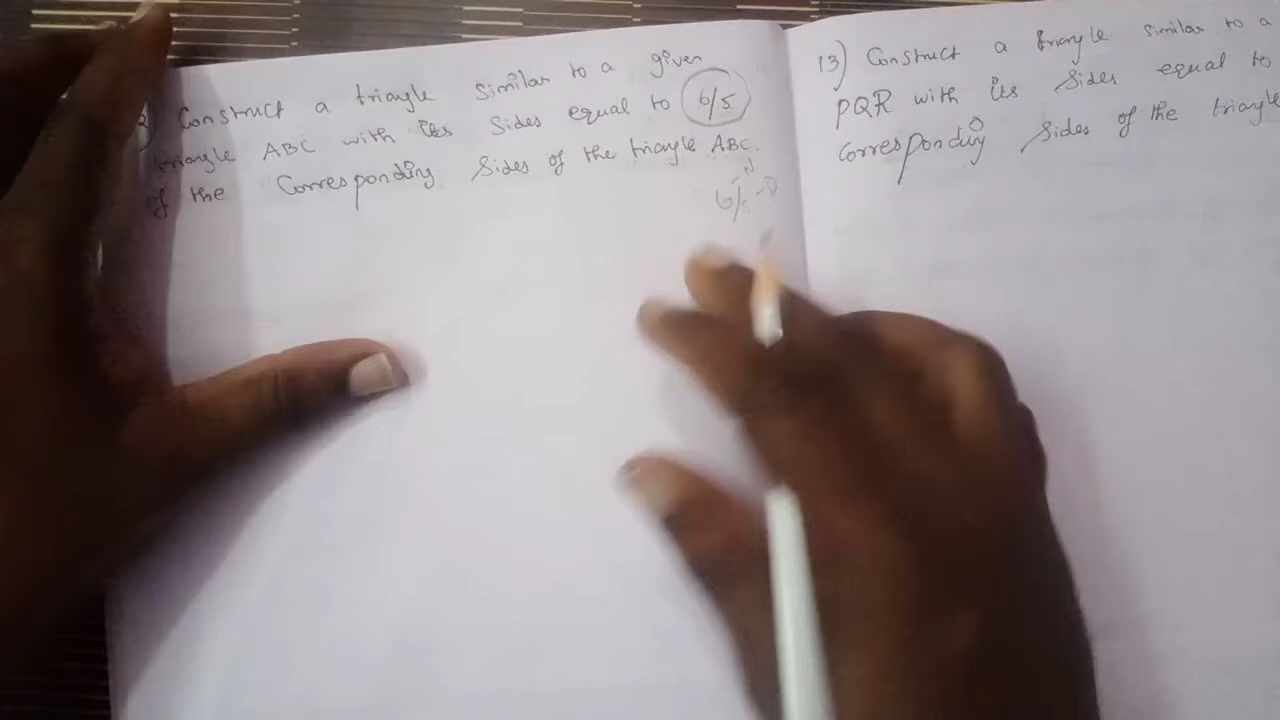 2) Construct a triangle similar to a given
triangle ABC with its sides equal to 6/5
of the Corresponding sides of the triangle ABC.
6/
13) Construct a triangle similar to a
PQR with its sides equal to
Corresponding sides of the triangle